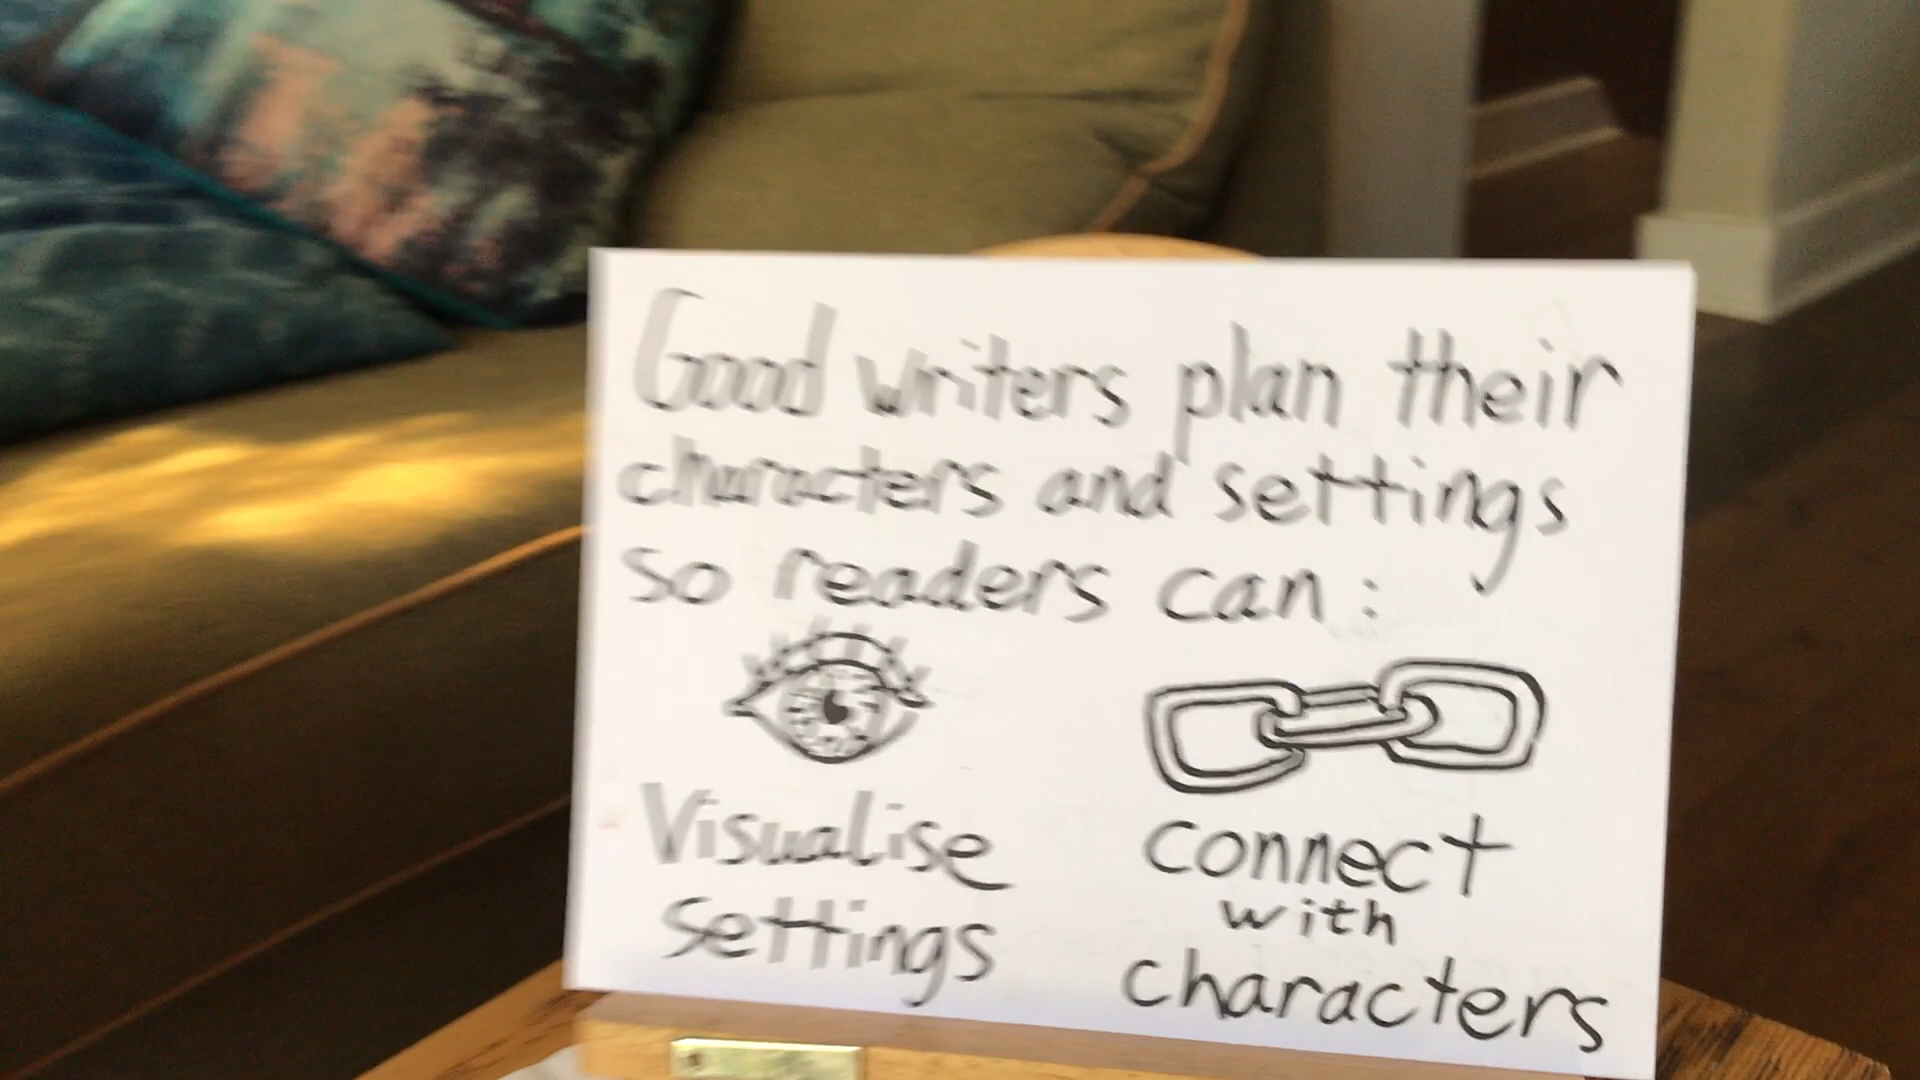 Good writers plan their
characters and settings
so readers can:
Visualise
settings
connect
with
characters